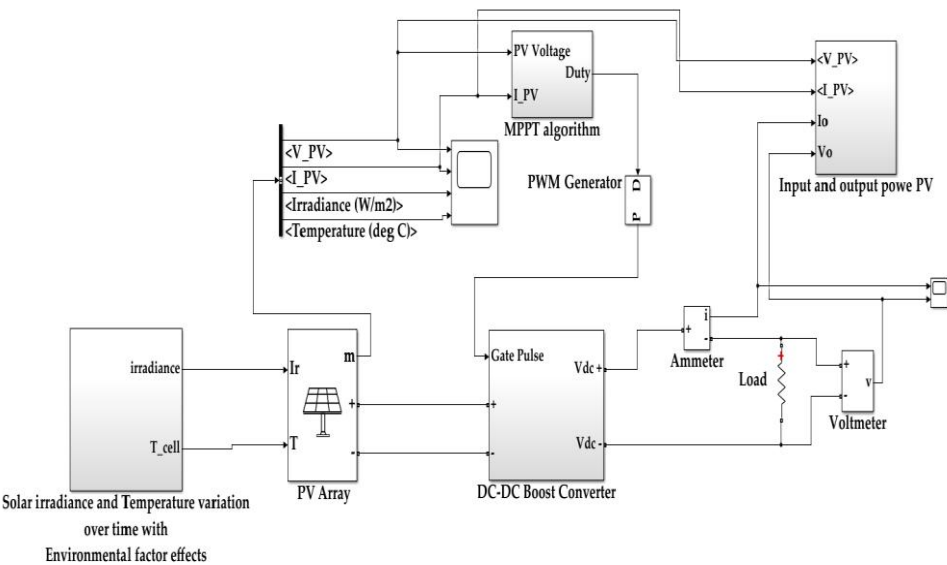 PV Voltage
Duty
I_PV
MPPT algorithm
<V_PV>
<I_PV>
Io
Vo
Input and output powe PV
<V_PV>
<I_PV>
<Irradiance (W/m2)>
<Temperature (deg C)>
PWM Generator
D
P
irradiance
T_cell
Solar irradiance and Temperature variation
over time with
Environmental factor effects
Ir
T
m
+
-
PV Array
Gate Pulse
+
-
Vdc +
Vdc -
DC-DC Boost Converter
+
i
-
Ammeter
+
Load
+
-
v
Voltmeter